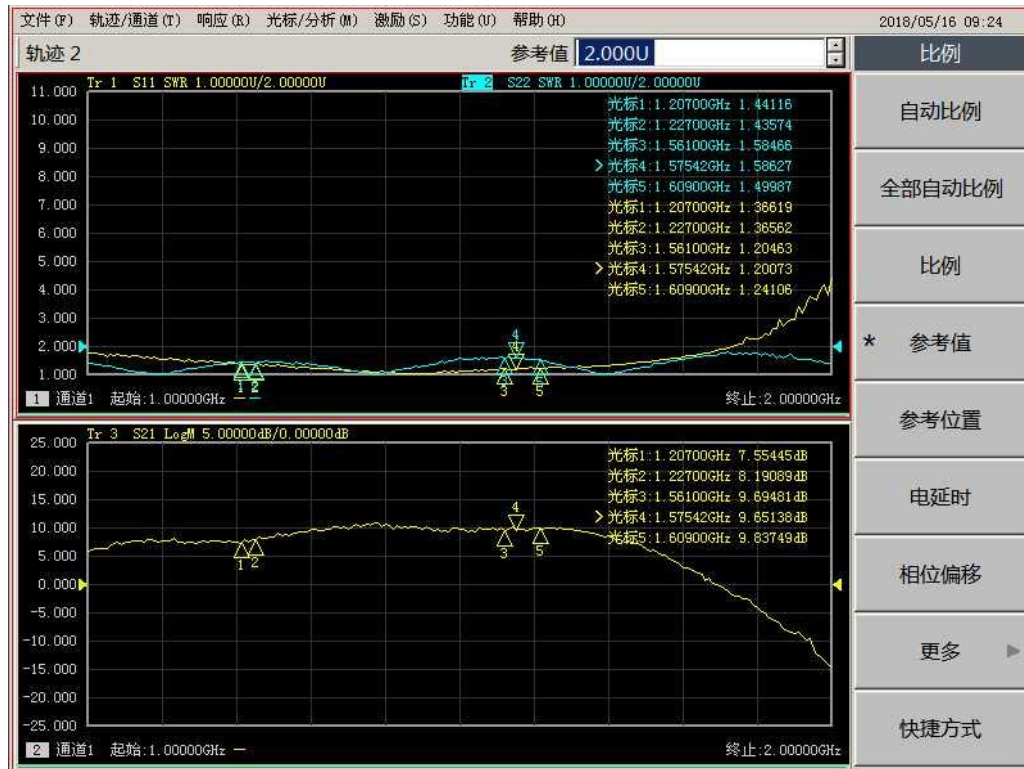 文件(F) 轨迹/通道(T) 响应(R) 光标/分析(M) 激励(S) 功能(U) 帮助(H) 2018/05/16 09:24
轨迹 2 参考值 2.000U 比例
Tr 1 S11 SWR 1.00000U/2.00000U Tr 2 S22 SWR 1.00000U/2.00000U
11.000
10.000
9.000
8.000
7.000
6.000
5.000
4.000
3.000
2.000
1.000
光标1:1.20700GHz 1.44116
光标2:1.22700GHz 1.43574
光标3:1.56100GHz 1.58466
>光标4:1.57542GHz 1.58627
光标5:1.60900GHz 1.49987
光标1:1.20700GHz 1.36619
光标2:1.22700GHz 1.36562
光标3:1.56100GHz 1.20463
>光标4:1.57542GHz 1.20073
光标5:1.60900GHz 1.24106
4
4
1 2 3 5
1 通道1 起始:1.00000GHz 终止:2.00000GHz
Tr 3 S21 LogM 5.00000dB/0.00000dB
25.000
20.000
15.000
10.000
5.000
0.000
-5.000
-10.000
-15.000
-20.000
-25.000
光标1:1.20700GHz 7.55445dB
光标2:1.22700GHz 8.19089dB
光标3:1.56100GHz 9.69481dB
>光标4:1.57542GHz 9.65138dB
光标5:1.60900GHz 9.83749dB
4
1 2 3 5
2 通道1 起始:1.00000GHz 终止:2.00000GHz
自动比例
全部自动比例
比例
* 参考值
参考位置
电延时
相位偏移
更多
快捷方式